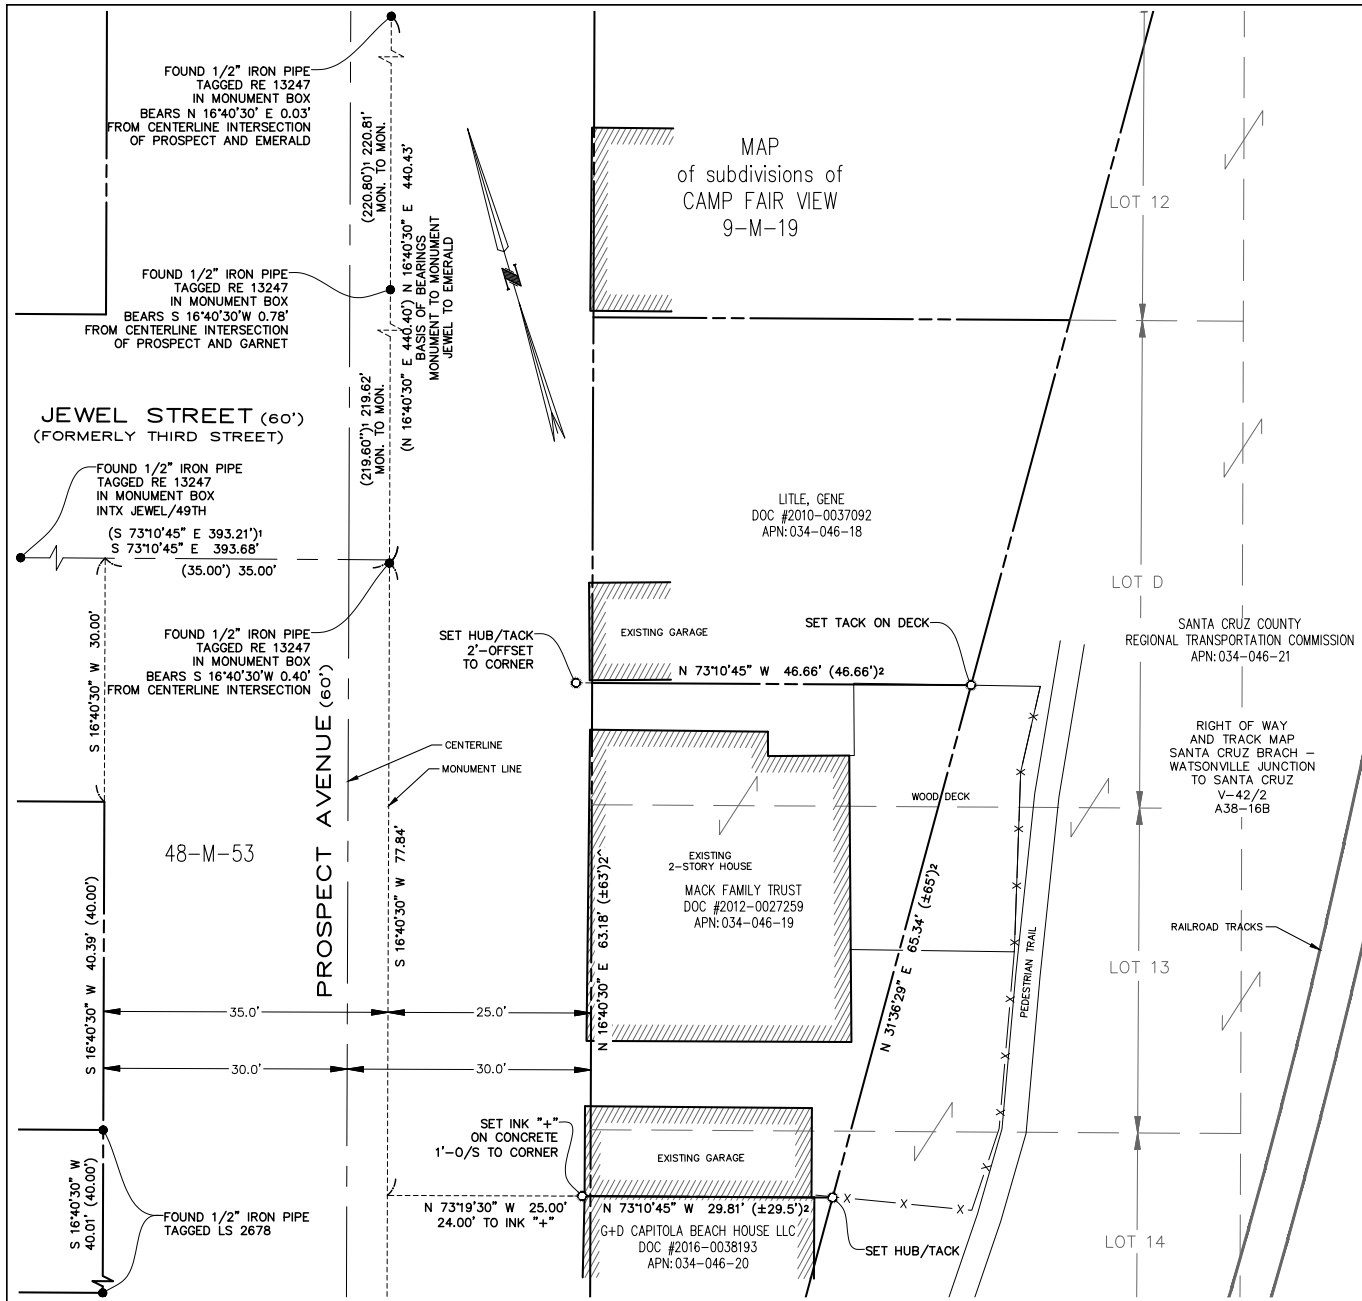 FOUND 1/2" IRON PIPE
TAGGED RE 13247
IN MONUMENT BOX
BEARS N 16°40'30' E 0.03'
FROM CENTERLINE INTERSECTION
OF PROSPECT AND EMERALD
(220.80')1 220.81'
MON. TO MON.
(N 16°40'30" E 440.40') N 16°40'30" E 440.43'
BASIS OF BEARINGS
MONUMENT TO MONUMENT
JEWEL TO EMERALD
MAP
of subdivisions of
CAMP FAIR VIEW
9-M-19
LOT 12
FOUND 1/2" IRON PIPE
TAGGED RE 13247
IN MONUMENT BOX
BEARS S 16°40'30'W 0.78'
FROM CENTERLINE INTERSECTION
OF PROSPECT AND GARNET
(219.60')1 219.62'
MON. TO MON.
JEWEL STREET (60')
(FORMERLY THIRD STREET)
FOUND 1/2" IRON PIPE
TAGGED RE 13247
IN MONUMENT BOX
INTX JEWEL/49TH
(S 73°10'45" E 393.21')1
S 73°10'45" E 393.68'
(35.00') 35.00'
LITLE, GENE
DOC #2010-0037092
APN:034-046-18
LOT D
S 16°40'30" W 30.00'
FOUND 1/2" IRON PIPE
TAGGED RE 13247
IN MONUMENT BOX
BEARS S 16°40'30'W 0.40'
FROM CENTERLINE INTERSECTION
SET HUB/TACK
2'-OFFSET
TO CORNER
EXISTING GARAGE
SET TACK ON DECK
N 73°10'45" W 46.66' (46.66')2
SANTA CRUZ COUNTY
REGIONAL TRANSPORTATION COMMISSION
APN:034-046-21
RIGHT OF WAY
AND TRACK MAP
SANTA CRUZ BRACH –
WATSONVILLE JUNCTION
TO SANTA CRUZ
V-42/2
A38-16B
PROSPECT AVENUE (60')
CENTERLINE
MONUMENT LINE
WOOD DECK
48-M-53
S 16°40'30" W 77.84'
EXISTING
2-STORY HOUSE
MACK FAMILY TRUST
DOC #2012-0027259
APN:034-046-19
N 16°40'30" E 63.18' (±63')2
N 31°36'29" E 65.34' (±65')2
PEDESTRIAN TRAIL
RAILROAD TRACKS
LOT 13
S 16°40'30" W 40.39' (40.00')
35.0'
25.0'
30.0'
30.0'
SET INK "+"
ON CONCRETE
1'-O/S TO CORNER
EXISTING GARAGE
X
X
X
X
X
X
X
X
X
X
X
S 16°40'30" W
40.01' (40.00')
FOUND 1/2" IRON PIPE
TAGGED LS 2678
N 73°19'30" W 25.00'
24.00' TO INK "+"
N 73°10'45" W 29.81' (±29.5')2
G+D CAPITOLA BEACH HOUSE LLC
DOC #2016-0038193
APN:034-046-20
SET HUB/TACK
LOT 14